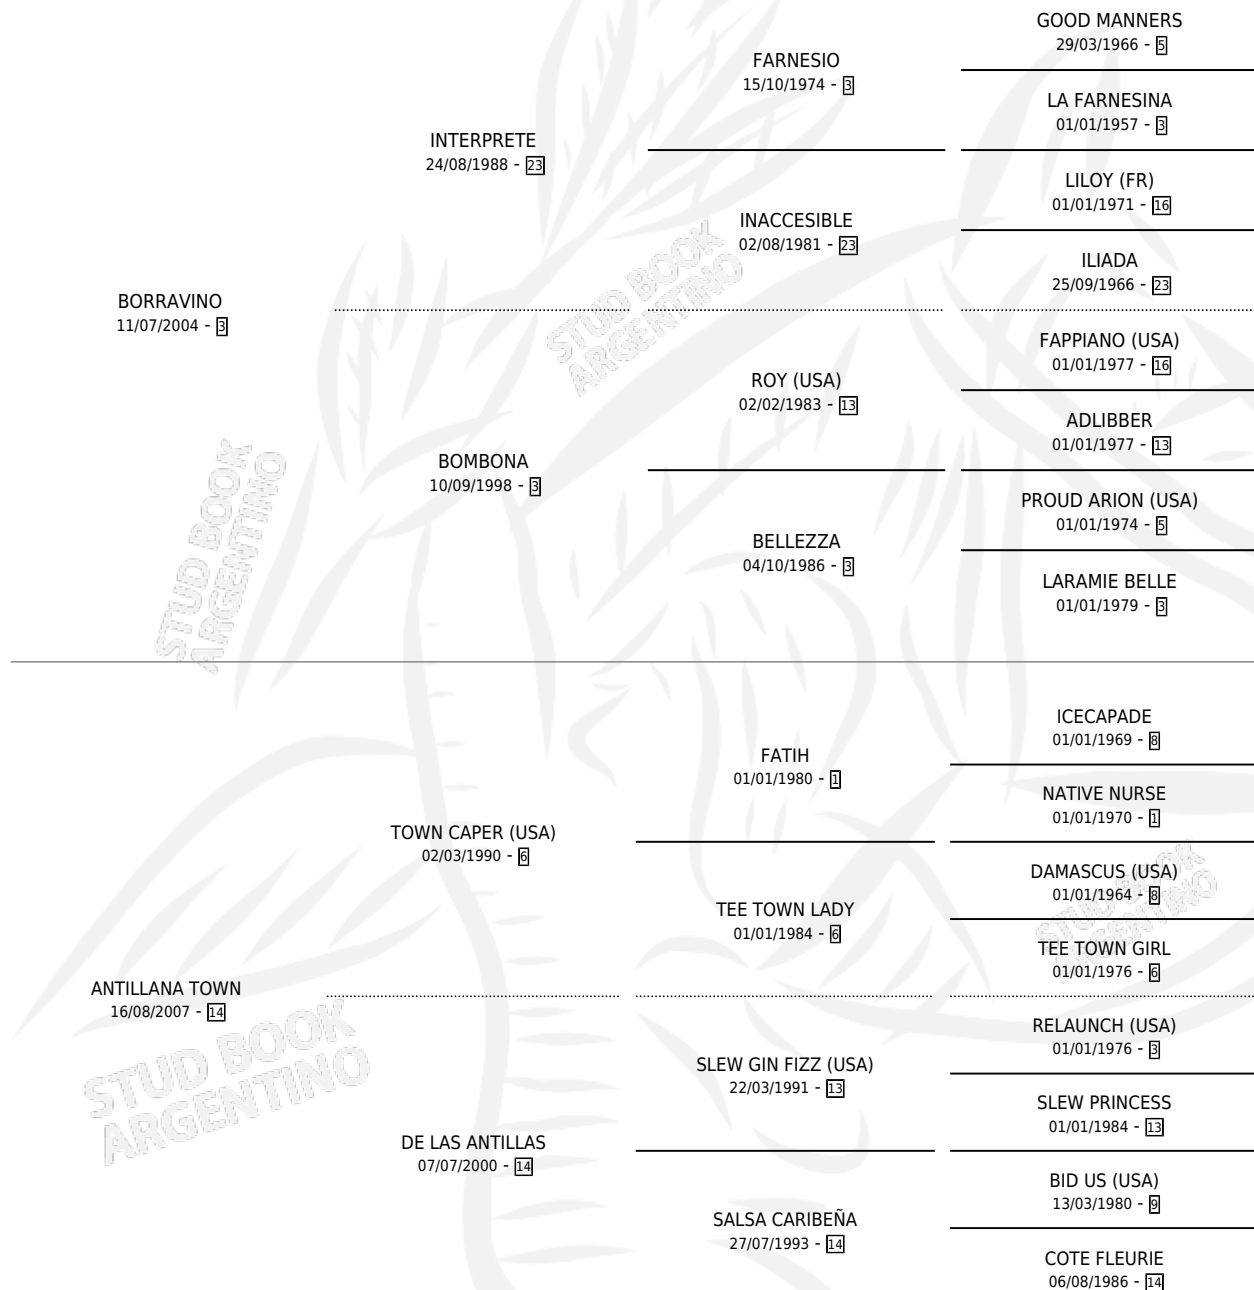 GOOD MANNERS
29/03/1966 - 5
FARNESIO
15/10/1974 - 3
LA FARNESINA
01/01/1957 - 3
INTERPRETE
24/08/1988 - 23
LILOY (FR)
01/01/1971 - 16
INACCESIBLE
02/08/1981 - 23
ILIADA
25/09/1966 - 23
BORRAVINO
11/07/2004 - 3
FAPPIANO (USA)
01/01/1977 - 16
ROY (USA)
02/02/1983 - 13
ADLIBBER
01/01/1977 - 13
BOMBONA
10/09/1998 - 3
PROUD ARION (USA)
01/01/1974 - 5
BELLEZZA
04/10/1986 - 3
LARAMIE BELLE
01/01/1979 - 3
STUD BOOK
ARGENTINO
STUD BOOK
ARGENTINO
ICECAPADE
01/01/1969 - 8
FATIH
01/01/1980 - 1
NATIVE NURSE
01/01/1970 - 1
TOWN CAPER (USA)
02/03/1990 - 6
DAMASCUS (USA)
01/01/1964 - 8
TEE TOWN LADY
01/01/1984 - 6
TEE TOWN GIRL
01/01/1976 - 6
STUD BOOK
ARGENTINO
ANTILLANA TOWN
16/08/2007 - 14
RELAUNCH (USA)
01/01/1976 - 3
SLEW GIN FIZZ (USA)
22/03/1991 - 13
SLEW PRINCESS
01/01/1984 - 13
DE LAS ANTILLAS
07/07/2000 - 14
BID US (USA)
13/03/1980 - 9
SALSA CARIBEÑA
27/07/1993 - 14
COTE FLEURIE
06/08/1986 - 14
STUD BOOK
ARGENTINO